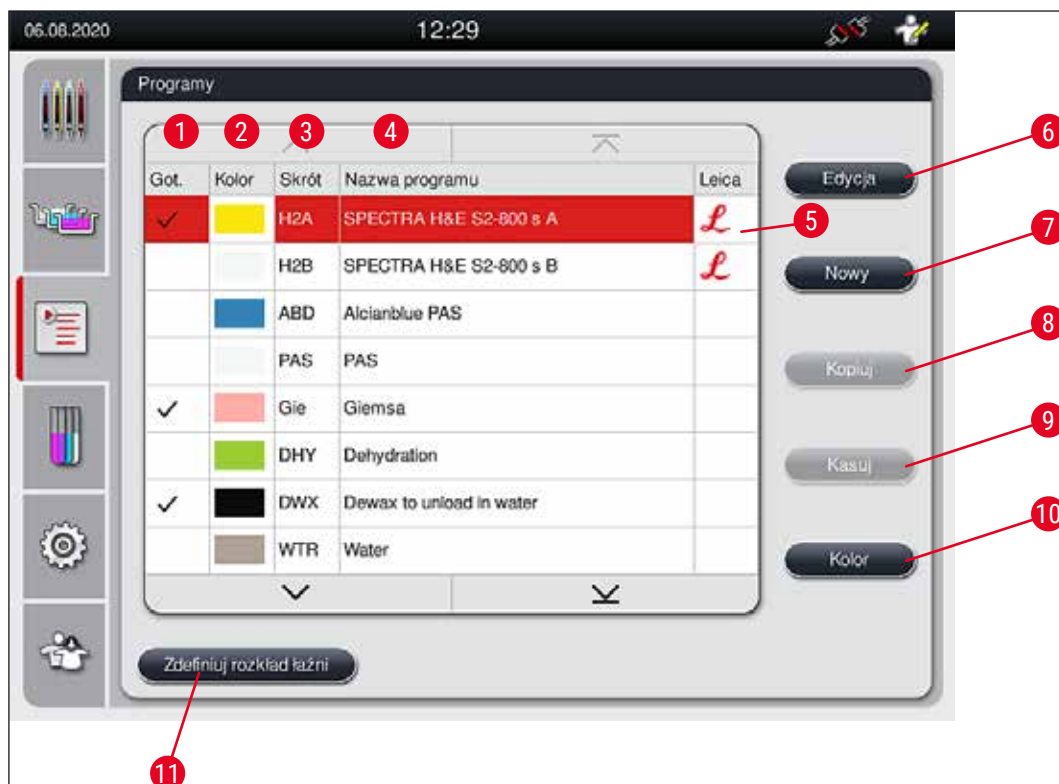 06.08.2020 12:29
Programy
1 2 3 4
Got. Kolor Skrót Nazwa programu Leica
H2A SPECTRA H&E S2-800 s A
H2B SPECTRA H&E S2-800 s B
ABD Alcianblue PAS
PAS PAS
Gie Giemsa
DHY Dehydration
DWX Dewax to unload in water
WTR Water
Edycja 6
5
Nowy 7
Kopiuj 8
Kasuj 9
Kolor 10
Zdefiniuj rozkład łaźni
11